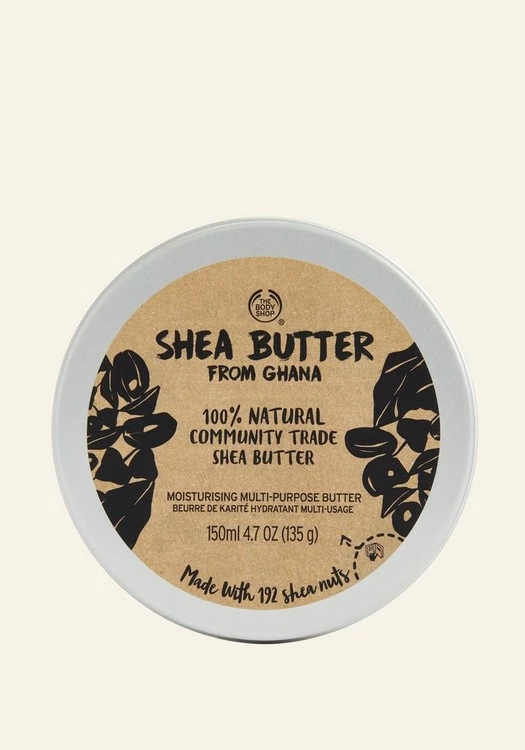 THE
BODY
SHOP
®
SHEA BUTTER
FROM GHANA
100% NATURAL
COMMUNITY TRADE
SHEA BUTTER
MOISTURISING MULTI-PURPOSE BUTTER
BEURRE DE KARITÉ HYDRATANT MULTI-USAGE
150ml 4.7 OZ (135 g)
Made With 192 shea nuts